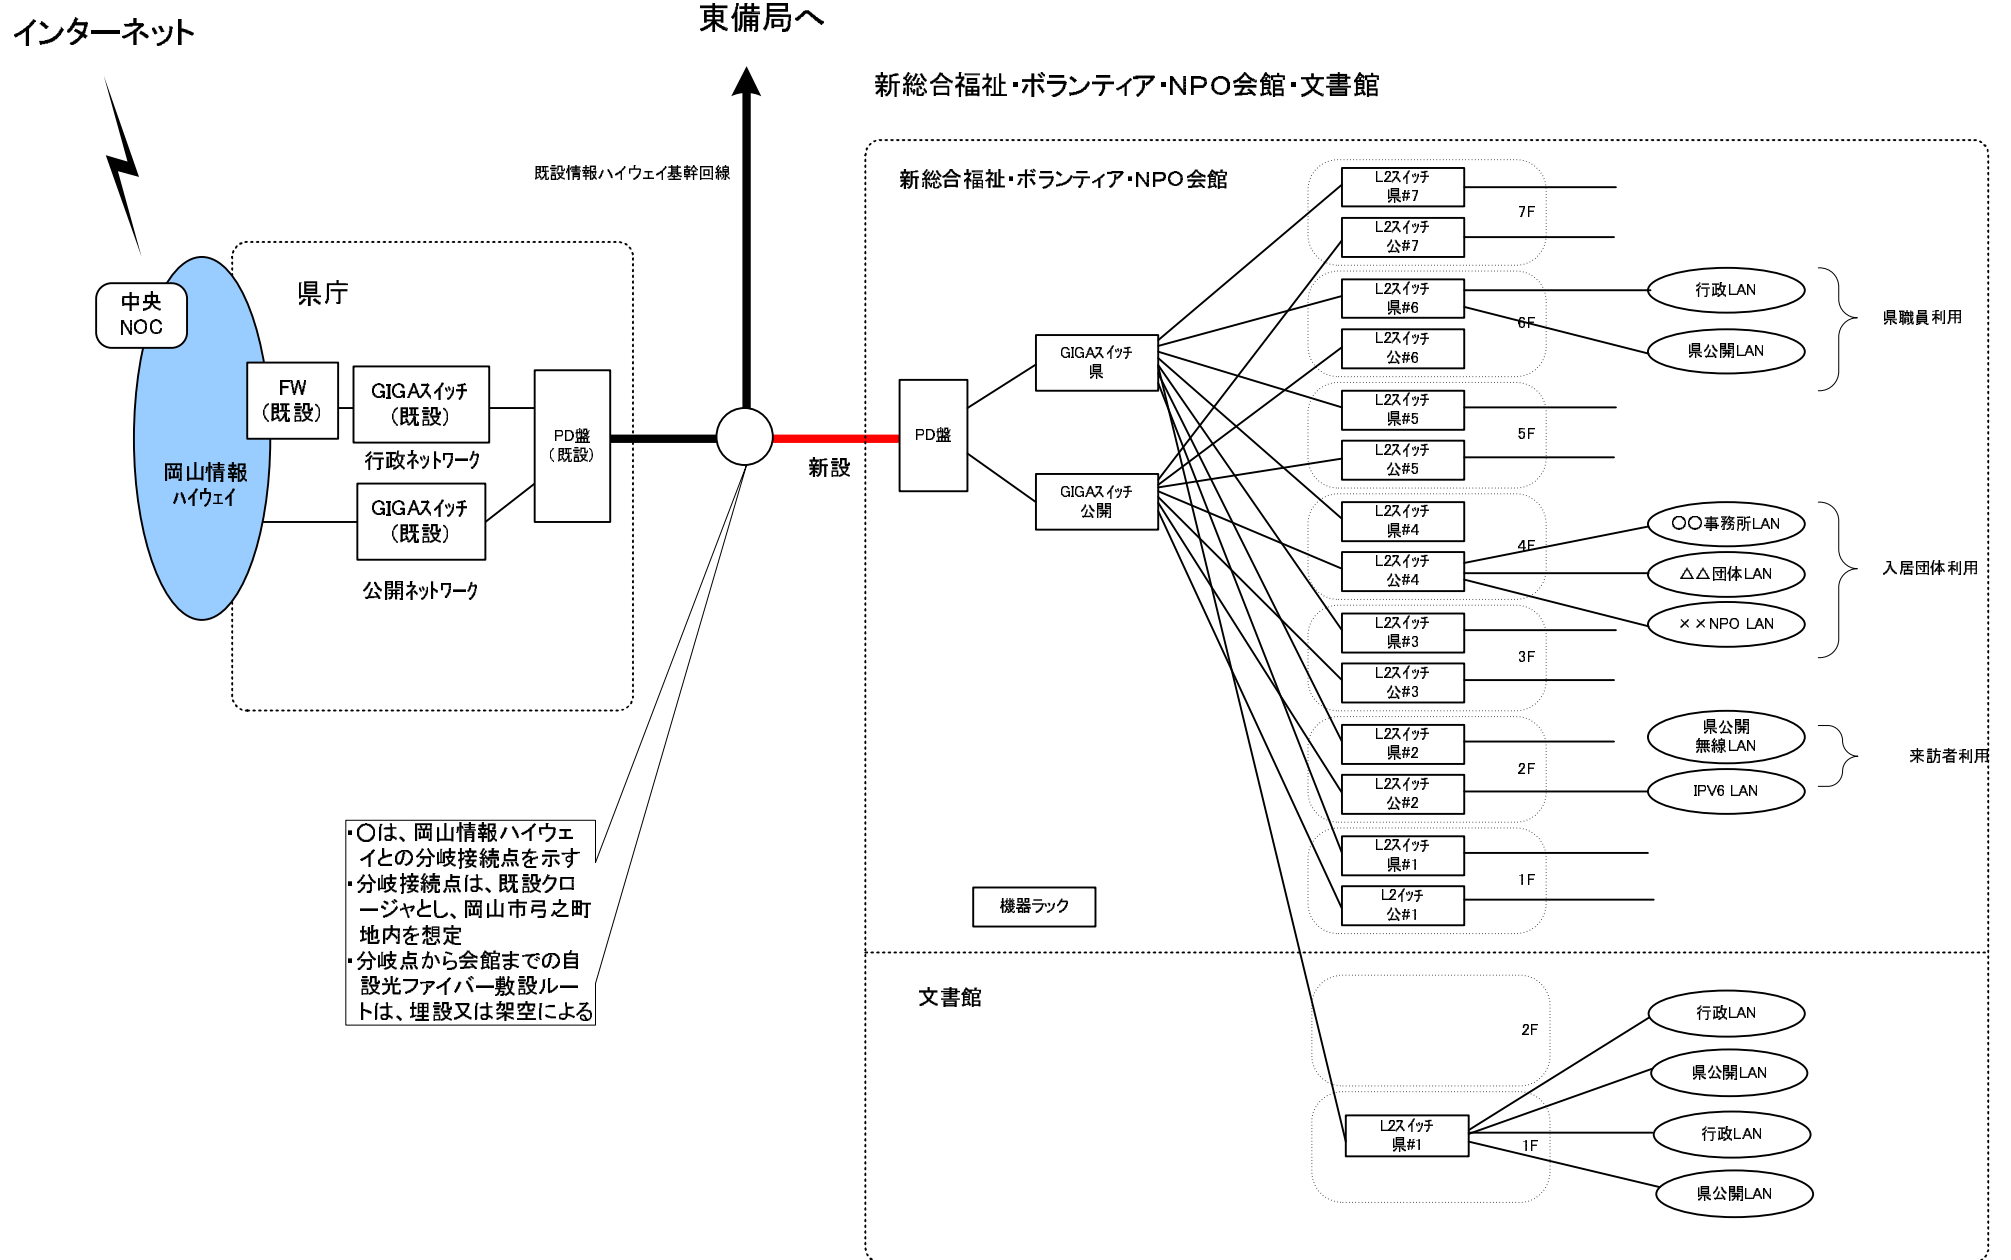 インターネット
東備局へ
新総合福祉・ボランティア・NPO会館・文書館
既設情報ハイウェイ基幹回線
県庁
中央
NOC
FW
(既設)
GIGAスイッチ
(既設)
行政ネットワーク
PD盤
(既設)
岡山情報
ハイウェイ
GIGAスイッチ
(既設)
公開ネットワーク
新設
・〇は、岡山情報ハイウェ
イとの分岐接続点を示す
・分岐接続点は、既設クロ
ージャとし、岡山市弓之町
地内を想定
・分岐点から会館までの自
設光ファイバー敷設ルー
トは、埋設又は架空による
新総合福祉・ボランティア・NPO会館
PD盤
GIGAスイッチ
県
GIGAスイッチ
公開
機器ラック
L2スイッチ
県#7
7F
L2スイッチ
公#7
L2スイッチ
県#6
6F
L2スイッチ
公#6
行政LAN
県公開LAN
県職員利用
L2スイッチ
県#5
5F
L2スイッチ
公#5
L2スイッチ
県#4
4F
L2スイッチ
公#4
〇〇事務所LAN
△△団体LAN
××NPO LAN
入居団体利用
L2スイッチ
県#3
3F
L2スイッチ
公#3
L2スイッチ
県#2
2F
L2スイッチ
公#2
県公開
無線LAN
IPV6 LAN
来訪者利用
L2スイッチ
県#1
1F
L2イッチ
公#1
文書館
2F
L2スイッチ
県#1
1F
行政LAN
県公開LAN
行政LAN
県公開LAN